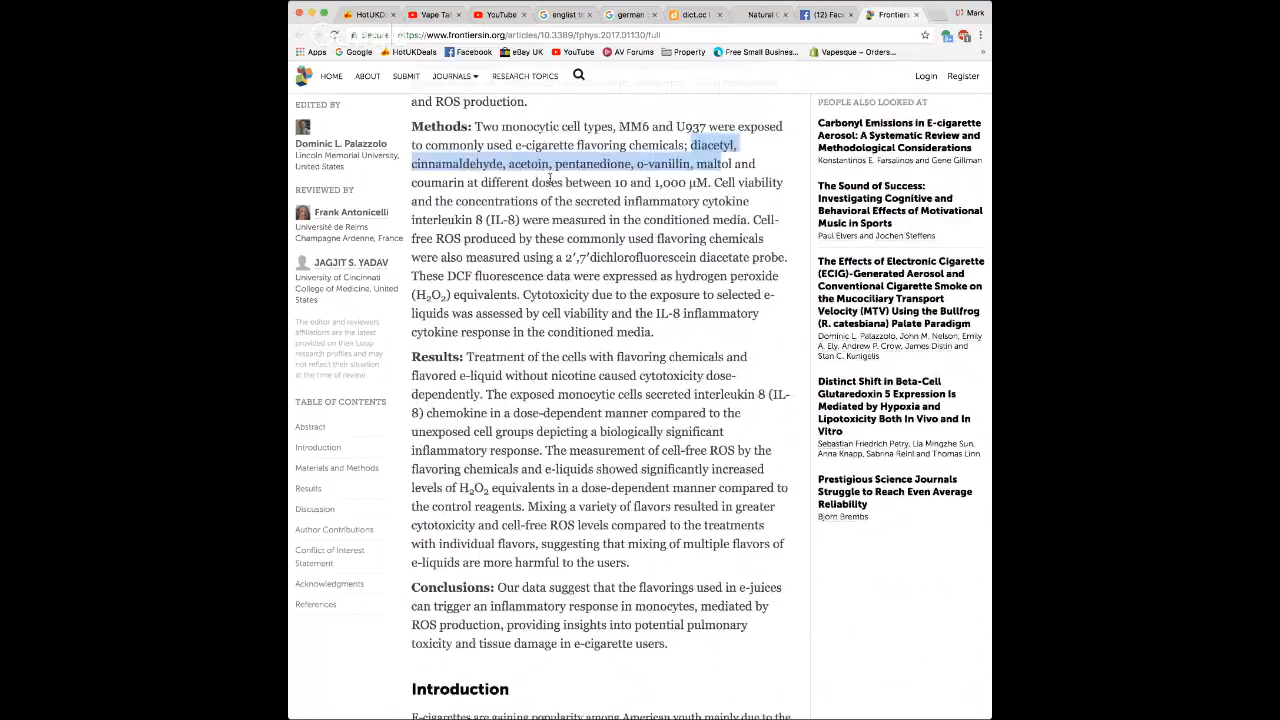 HotUKD
Vape Ta
YouTube
englist to
german
dict.cc
Natural
(12) Fac
Frontiers
Mark
Secure
https://www.frontiersin.org/articles/10.3389/fphys.2017.01130/full
Apps
Google
HotUKDeals
Facebook
eBay UK
YouTube
AV Forums
Property
Free Small Busines…
Vapesque ~ Orders…
»
HOME
ABOUT
SUBMIT
JOURNALS
RESEARCH TOPICS
Login
Register
EDITED BY
Dominic L. Palazzolo
Lincoln Memorial University,
United States
REVIEWED BY
Frank Antonicelli
Université de Reims
Champagne Ardenne, France
JAGJIT S. YADAV
University of Cincinnati
College of Medicine, United
States
The editor and reviewers'
affiliations are the latest
provided on their Loop
research profiles and may
not reflect their situation
at the time of review.
TABLE OF CONTENTS
Abstract
Introduction
Materials and Methods
Results
Discussion
Author Contributions
Conflict of Interest
Statement
Acknowledgments
References
and ROS production.
Methods: Two monocytic cell types, MM6 and U937 were exposed
to commonly used e-cigarette flavoring chemicals; diacetyl,
cinnamaldehyde, acetoin, pentanedione, o-vanillin, maltol and
coumarin at different doses between 10 and 1,000 μM. Cell viability
and the concentrations of the secreted inflammatory cytokine
interleukin 8 (IL-8) were measured in the conditioned media. Cell-
free ROS produced by these commonly used flavoring chemicals
were also measured using a 2′,7′dichlorofluorescein diacetate probe.
These DCF fluorescence data were expressed as hydrogen peroxide
(H₂O₂) equivalents. Cytotoxicity due to the exposure to selected e-
liquids was assessed by cell viability and the IL-8 inflammatory
cytokine response in the conditioned media.
Results: Treatment of the cells with flavoring chemicals and
flavored e-liquid without nicotine caused cytotoxicity dose-
dependently. The exposed monocytic cells secreted interleukin 8 (IL-
8) chemokine in a dose-dependent manner compared to the
unexposed cell groups depicting a biologically significant
inflammatory response. The measurement of cell-free ROS by the
flavoring chemicals and e-liquids showed significantly increased
levels of H₂O₂ equivalents in a dose-dependent manner compared to
the control reagents. Mixing a variety of flavors resulted in greater
cytotoxicity and cell-free ROS levels compared to the treatments
with individual flavors, suggesting that mixing of multiple flavors of
e-liquids are more harmful to the users.
Conclusions: Our data suggest that the flavorings used in e-juices
can trigger an inflammatory response in monocytes, mediated by
ROS production, providing insights into potential pulmonary
toxicity and tissue damage in e-cigarette users.
Introduction
E-cigarettes are gaining popularity among American youth mainly due to the
PEOPLE ALSO LOOKED AT
Carbonyl Emissions in E-cigarette
Aerosol: A Systematic Review and
Methodological Considerations
Konstantinos E. Farsalinos and Gene Gillman
The Sound of Success:
Investigating Cognitive and
Behavioral Effects of Motivational
Music in Sports
Paul Elvers and Jochen Steffens
The Effects of Electronic Cigarette
(ECIG)-Generated Aerosol and
Conventional Cigarette Smoke on
the Mucociliary Transport
Velocity (MTV) Using the Bullfrog
(R. catesbiana) Palate Paradigm
Dominic L. Palazzolo, John M. Nelson, Emily
A. Ely, Andrew P. Crow, James Distin and
Stan C. Kunigelis
Distinct Shift in Beta-Cell
Glutaredoxin 5 Expression Is
Mediated by Hypoxia and
Lipotoxicity Both In Vivo and In
Vitro
Sebastian Friedrich Petry, Lia Mingzhe Sun,
Anna Knapp, Sabrina Reinl and Thomas Linn
Prestigious Science Journals
Struggle to Reach Even Average
Reliability
Björn Brembs